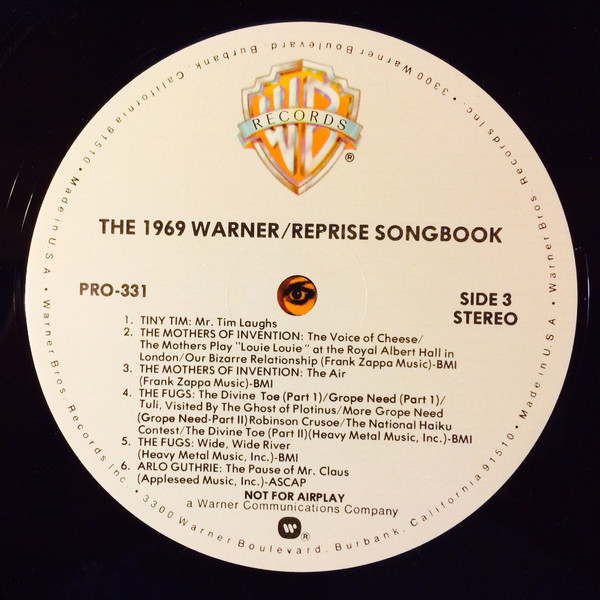 WB
RECORDS
®
THE 1969 WARNER/REPRISE SONGBOOK
PRO-331
SIDE 3
STEREO
1. TINY TIM: Mr. Tim Laughs
2. THE MOTHERS OF INVENTION: The Voice of Cheese/
The Mothers Play "Louie Louie" at the Royal Albert Hall in
London/Our Bizarre Relationship (Frank Zappa Music)-BMI
3. THE MOTHERS OF INVENTION: The Air
(Frank Zappa Music)-BMI
4. THE FUGS: The Divine Toe (Part 1)/Grope Need (Part 1)/
Tuli, Visited By The Ghost of Plotinus/More Grope Need
(Grope Need-Part II)Robinson Crusoe/The National Haiku
Contest/The Divine Toe (Part II)(Heavy Metal Music, Inc.)-BMI
5. THE FUGS: Wide, Wide River
(Heavy Metal Music, Inc.)-BMI
6. ARLO GUTHRIE: The Pause of Mr. Claus
(Appleseed Music, Inc.)-ASCAP
NOT FOR AIRPLAY
a Warner Communications Company
®
Warner Bros. Records Inc. • 3300 Warner Boulevard, Burbank, California 91510 • Made in U.S.A. • Warner Bros. Records Inc. • 3300 Warner Boulevard, Burbank, California 91510 • Made in U.S.A. •